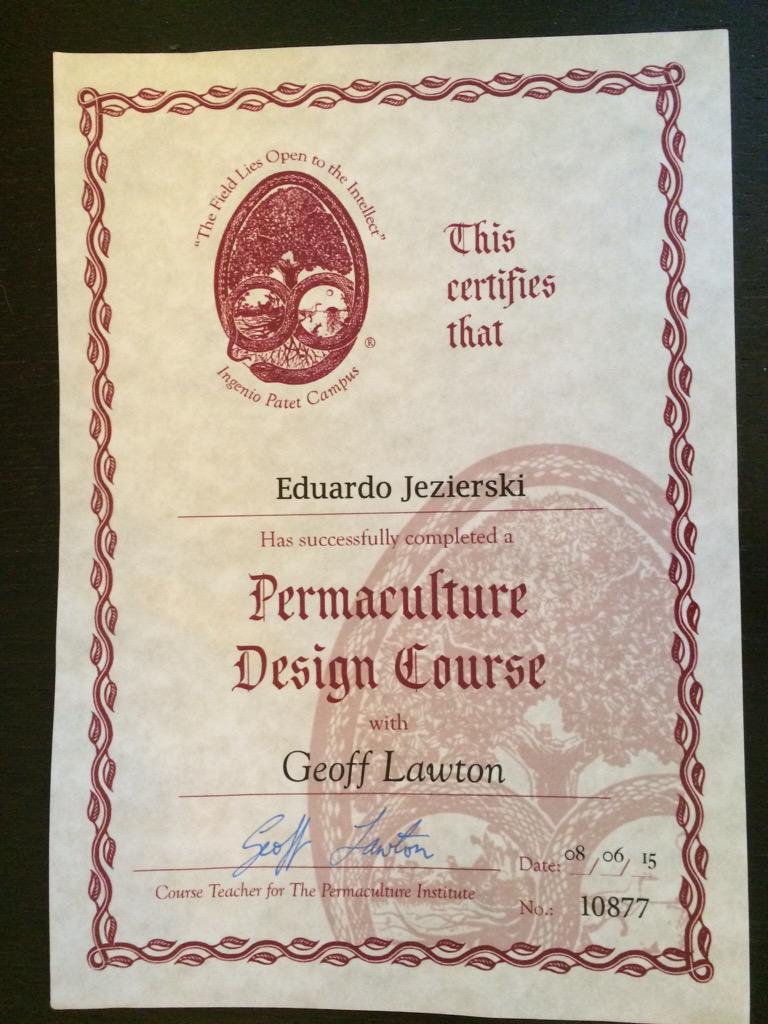 "The Field Lies Open to the Intellect"
®
Ingenio Patet Campus
This
certifies
that
Eduardo Jezierski
Has successfully completed a
Permaculture
Design Course
with
Geoff Lawton
Geoff Lawton
Course Teacher for The Permaculture Institute
Date: 08/06/15
No.: 10877